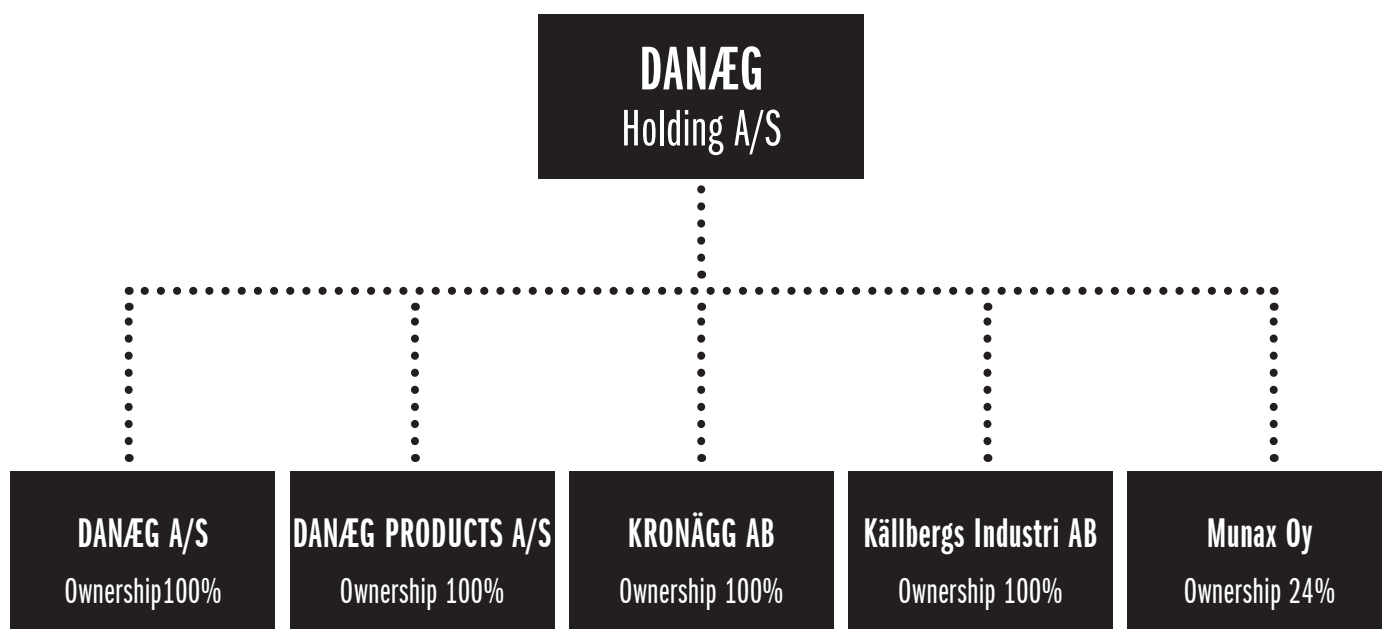 DANÆG
Holding A/S
DANÆG A/S
Ownership100%
DANÆG PRODUCTS A/S
Ownership 100%
KRONÄGG AB
Ownership 100%
Källbergs Industri AB
Ownership 100%
Munax Oy
Ownership 24%